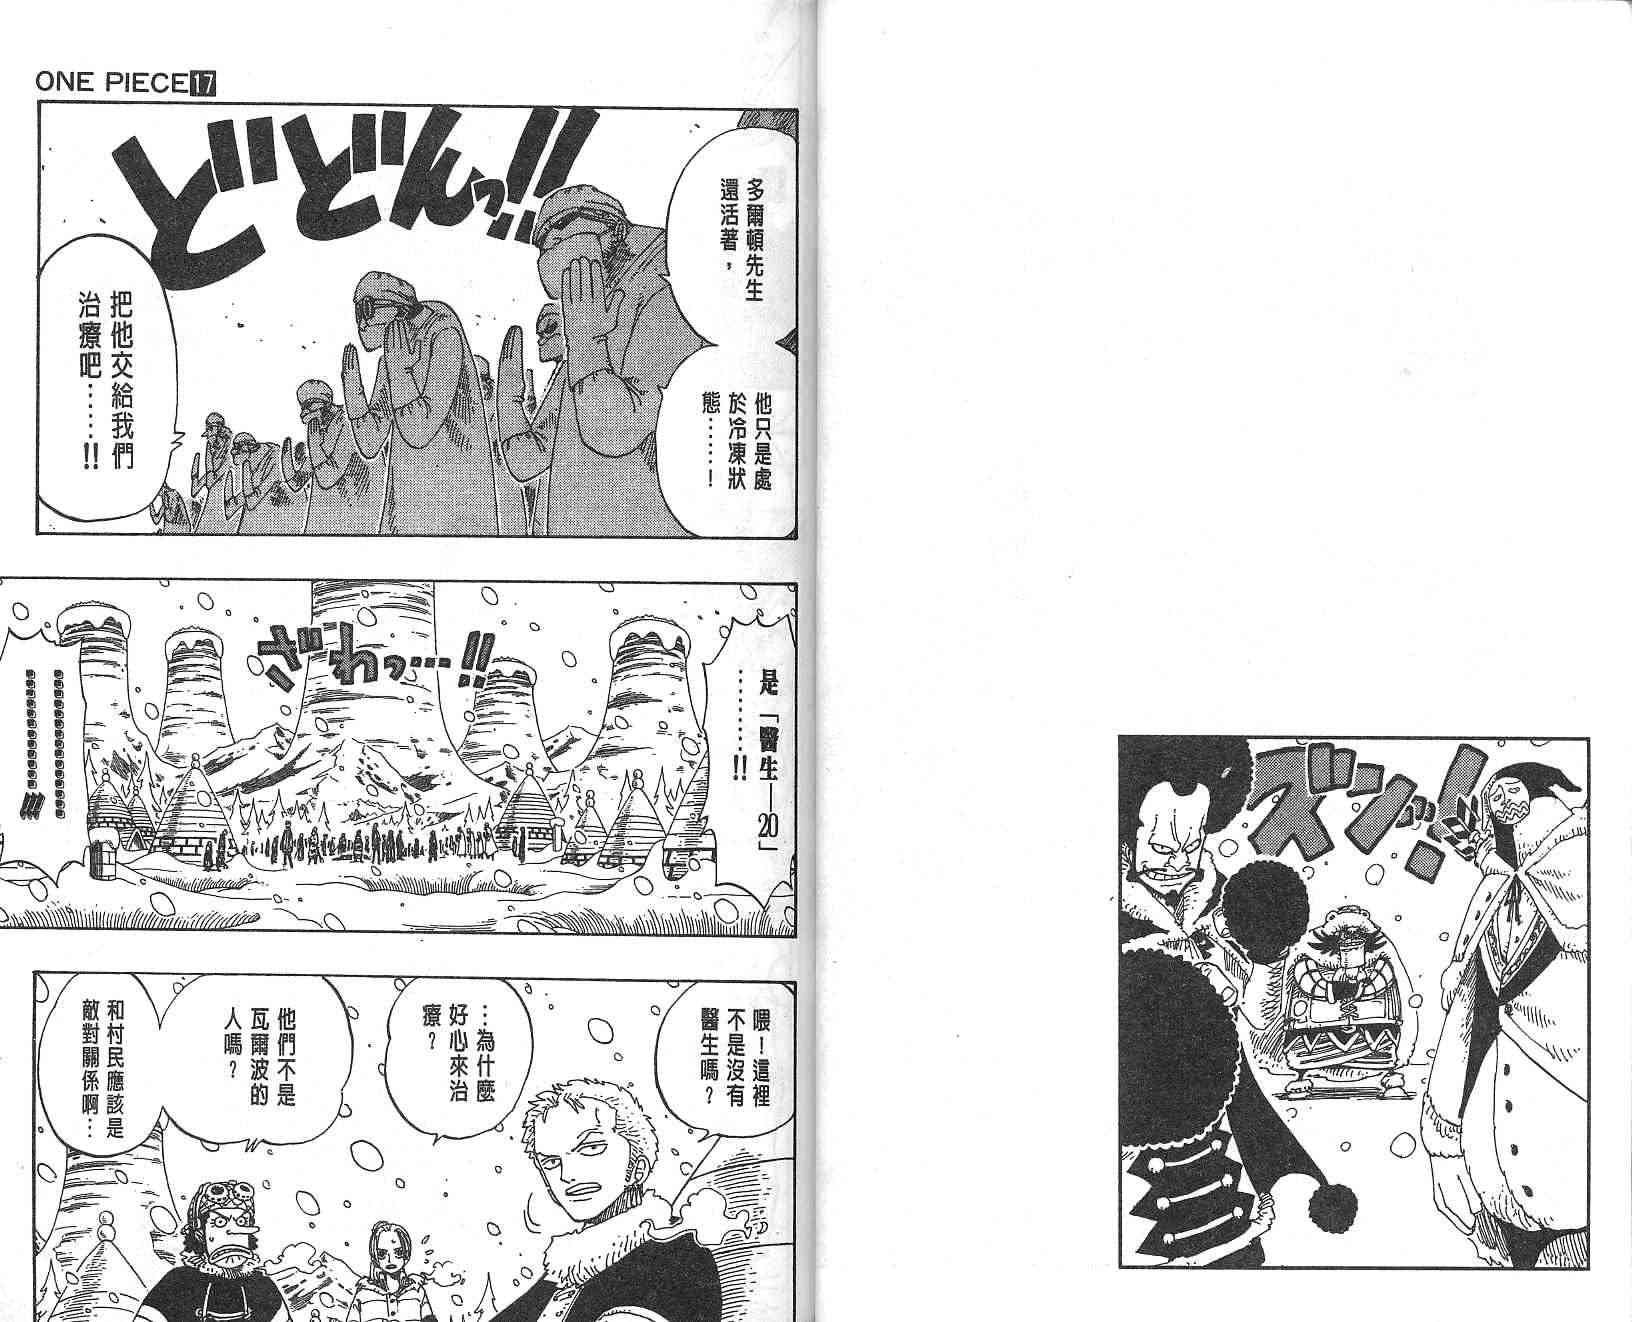 ズンッ!
ONE PIECE17
多爾頓先生
還活著，
他只是處
於冷凍狀
態……！
どどんっ!!
把他交給我們
治療吧……!!
是「醫生—20」
………!!
ざわっ…!!
喂！這裡
不是沒有
醫生嗎？
…為什麼
好心來治
療？
他們不是
瓦爾波的
人嗎？
和村民應該是
敵對關係啊…